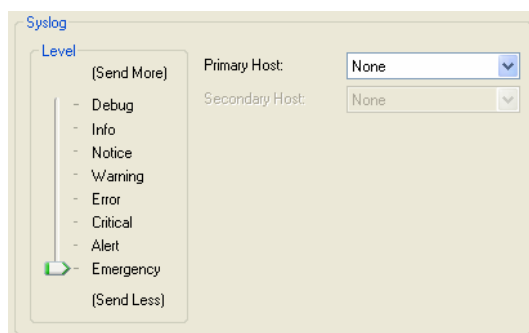 Syslog
Level
(Send More)
Debug
Info
Notice
Warning
Error
Critical
Alert
Emergency
(Send Less)
Primary Host: None
Secondary Host: None